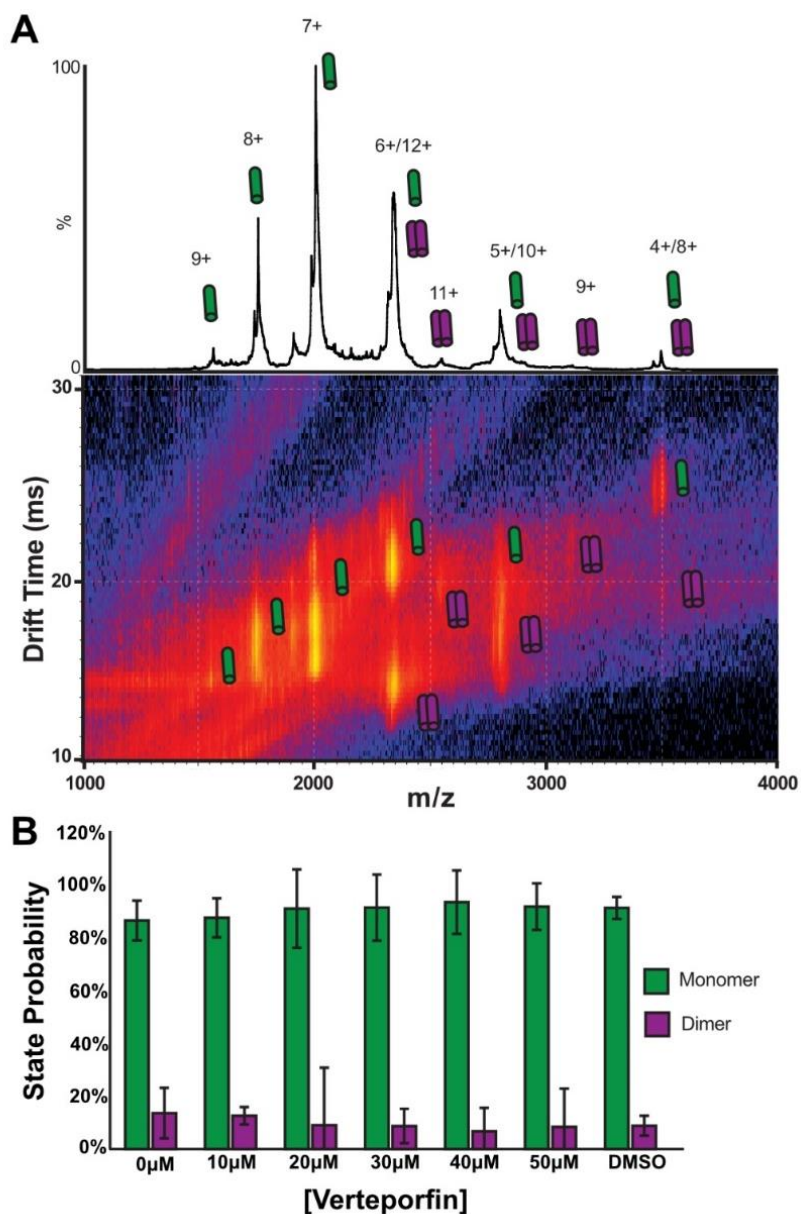 A
7+
100
8+
6+/12+
%
9+
5+/10+
4+/8+
11+
9+
0
30
Drift Time (ms)
20
10
1000
2000
3000
4000
m/z
B
120%
100%
80%
60%
40%
20%
0%
State Probability
Monomer
Dimer
0µM 10µM 20µM 30µM 40µM 50µM DMSO
[Verteporfin]